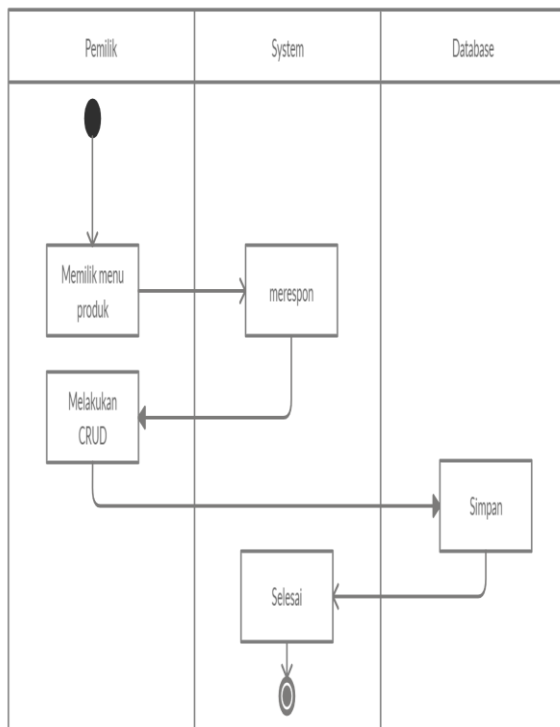 Pemilik
System
Database
Memilik menu
produk
merespon
Melakukan
CRUD
Simpan
Selesai